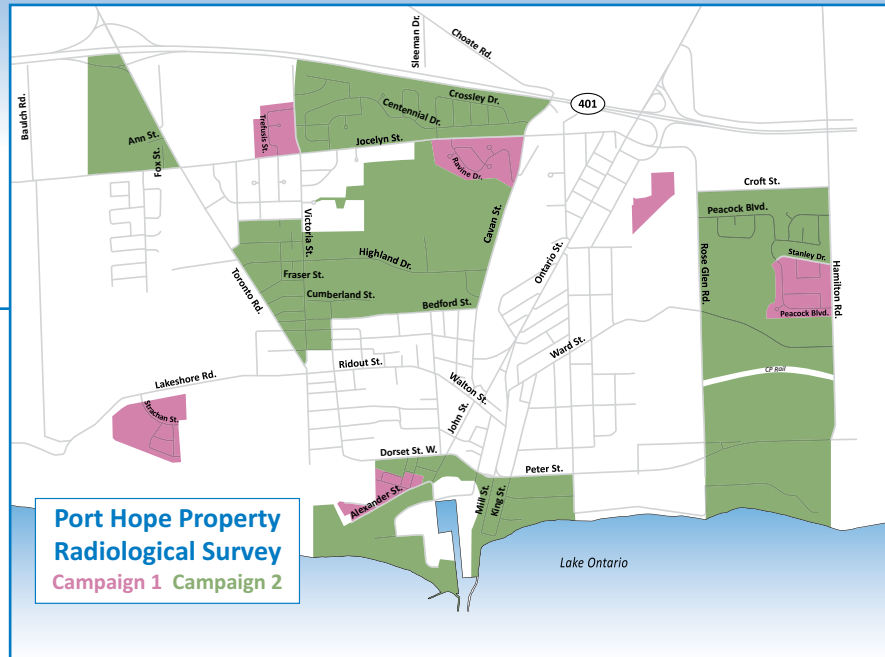 Sleeman Dr.
Choate Rd.
Baulch Rd.
401
Crossley Dr.
Centennial Dr.
Trefusis St.
Ann St.
Fox St.
Jocelyn St.
Ravine Dr.
Croft St.
Peacock Blvd.
Victoria St.
Cavan St.
Ontario St.
Highland Dr.
Rose Glen Rd.
Stanley Dr.
Hamilton Rd.
Toronto Rd.
Fraser St.
Cumberland St.
Bedford St.
Peacock Blvd.
Ward St.
Ridout St.
CP Rail
Lakeshore Rd.
Walton St.
Strachan St.
John St.
Dorset St. W.
Peter St.
Alexander St.
Mill St.
King St.
Port Hope Property
Radiological Survey
Campaign 1 Campaign 2
Lake Ontario